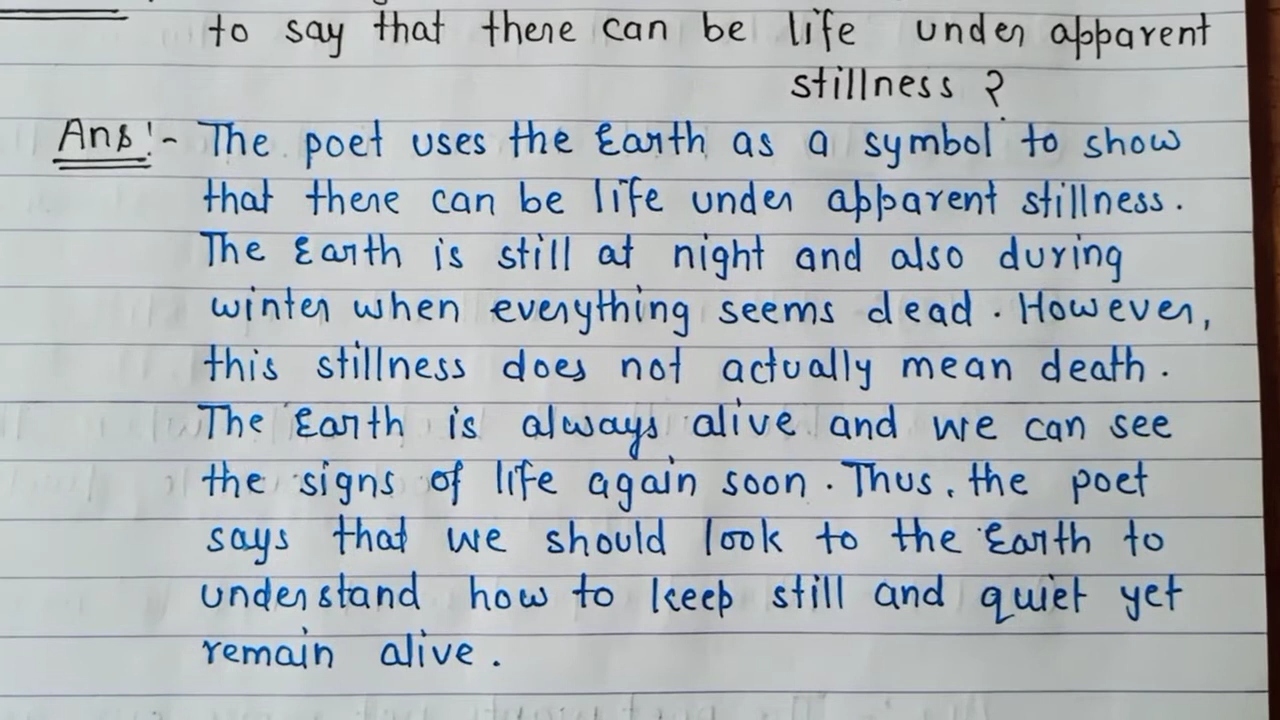 to say that there can be life under apparent
stillness ?
Ans :- The poet uses the Earth as a symbol to show
that there can be life under apparent stillness.
The Earth is still at night and also during
winter when everything seems dead. However,
this stillness does not actually mean death.
The Earth is always alive and we can see
the signs of life again soon. Thus, the poet
says that we should look to the Earth to
understand how to keep still and quiet yet
remain alive.